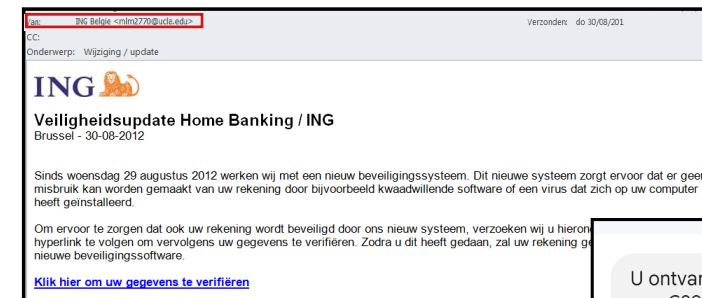 Van: ING Belgie <mlm2770@ucla.edu> Verzonden: do 30/08/201
CC:
Onderwerp: Wijziging / update
ING
Veiligheidsupdate Home Banking / ING
Brussel - 30-08-2012
Sinds woensdag 29 augustus 2012 werken wij met een nieuw beveiligingssysteem. Dit nieuwe systeem zorgt ervoor dat er geen
misbruik kan worden gemaakt van uw rekening door bijvoorbeeld kwaadwillende software of een virus dat zich op uw computer
heeft geïnstalleerd.
Om ervoor te zorgen dat ook uw rekening wordt beveiligd door ons nieuw systeem, verzoeken wij u hieron
hyperlink te volgen om vervolgens uw gegevens te verifiëren. Zodra u dit heeft gedaan, zal uw rekening ge
nieuwe beveiligingssoftware.
Klik hier om uw gegevens te verifiëren
U ontvar